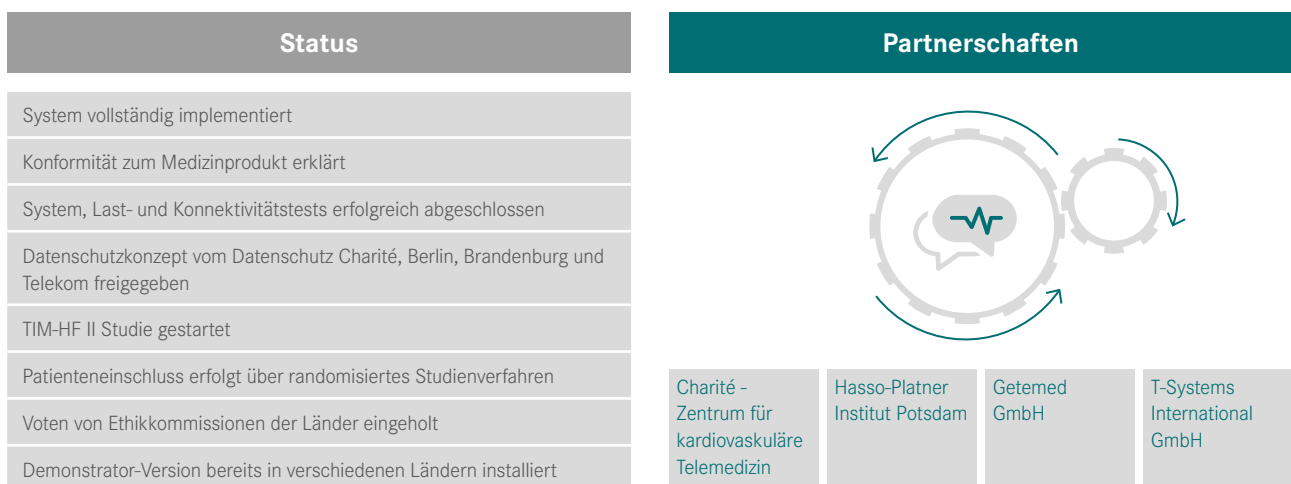 Status
System vollständig implementiert
Konformität zum Medizinprodukt erklärt
System, Last- und Konnektivitätstests erfolgreich abgeschlossen
Datenschutzkonzept vom Datenschutz Charité, Berlin, Brandenburg und
Telekom freigegeben
TIM-HF II Studie gestartet
Patienteneinschluss erfolgt über randomisiertes Studienverfahren
Voten von Ethikkommissionen der Länder eingeholt
Demonstrator-Version bereits in verschiedenen Ländern installiert
Partnerschaften
Charité -
Zentrum für
kardiovaskuläre
Telemedizin
Hasso-Platner
Institut Potsdam
Getemed
GmbH
T-Systems
International
GmbH